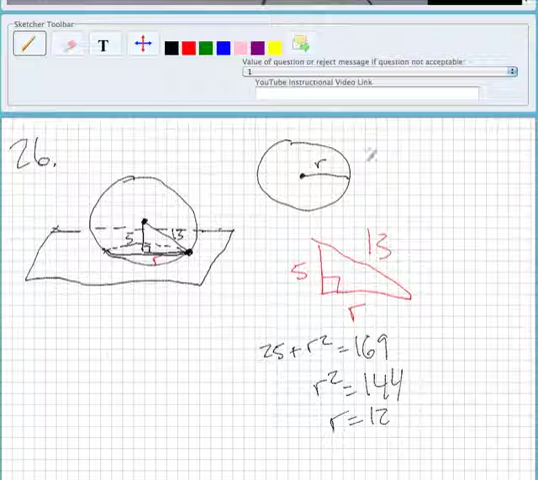 Sketcher Toolbar
T
Value of question or reject message if question not acceptable:
1
YouTube Instructional Video Link
26.
r
5
13
r
13
5
r
25 + r² = 169
r² = 144
r = 12